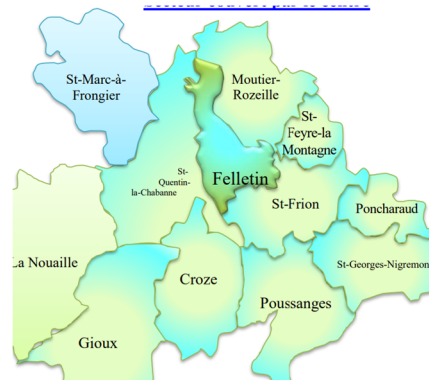 St-Marc-à-
Frongier
Moutier-
Rozeille
St-
Feyre-la
Montagne
St-
Quentin-
la-Chabanne
Felletin
St-Frion
Poncharaud
La Nouaille
St-Georges-Nigremon
Croze
Poussanges
Gioux